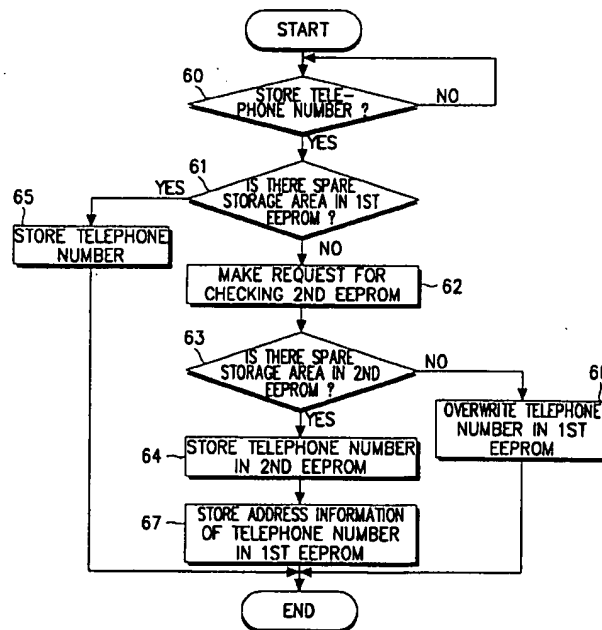 START
60
STORE TELE-
PHONE NUMBER ?
NO
YES
61
YES
IS THERE SPARE
STORAGE AREA IN 1ST
EEPROM ?
65
STORE TELEPHONE
NUMBER
NO
MAKE REQUEST FOR
CHECKING 2ND EEPROM
62
63
IS THERE SPARE
STORAGE AREA IN 2ND
EEPROM ?
NO
YES
OVERWRITE TELEPHONE
NUMBER IN 1ST
EEPROM
64
STORE TELEPHONE NUMBER
IN 2ND EEPROM
67
STORE ADDRESS INFORMATION
OF TELEPHONE NUMBER
IN 1ST EEPROM
END